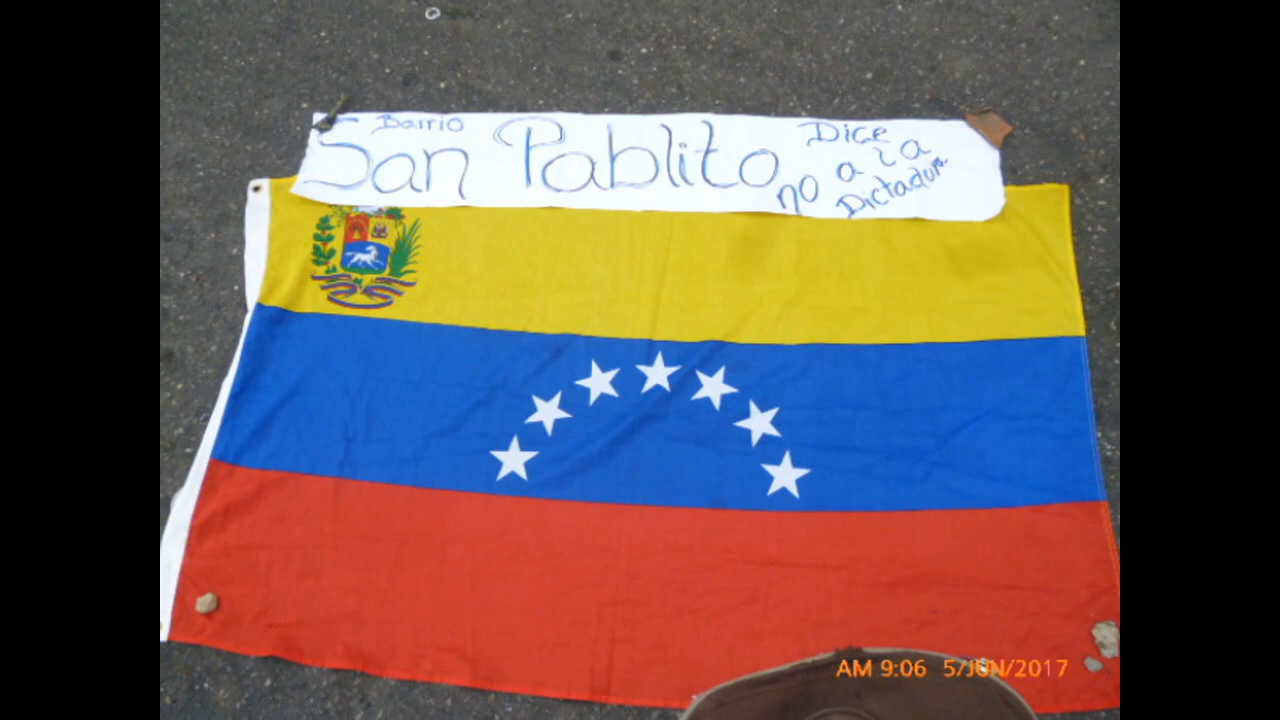 Barrio
San Pablito
Dice
no a la
Dictadura
AM 9:06 5/JUN/2017